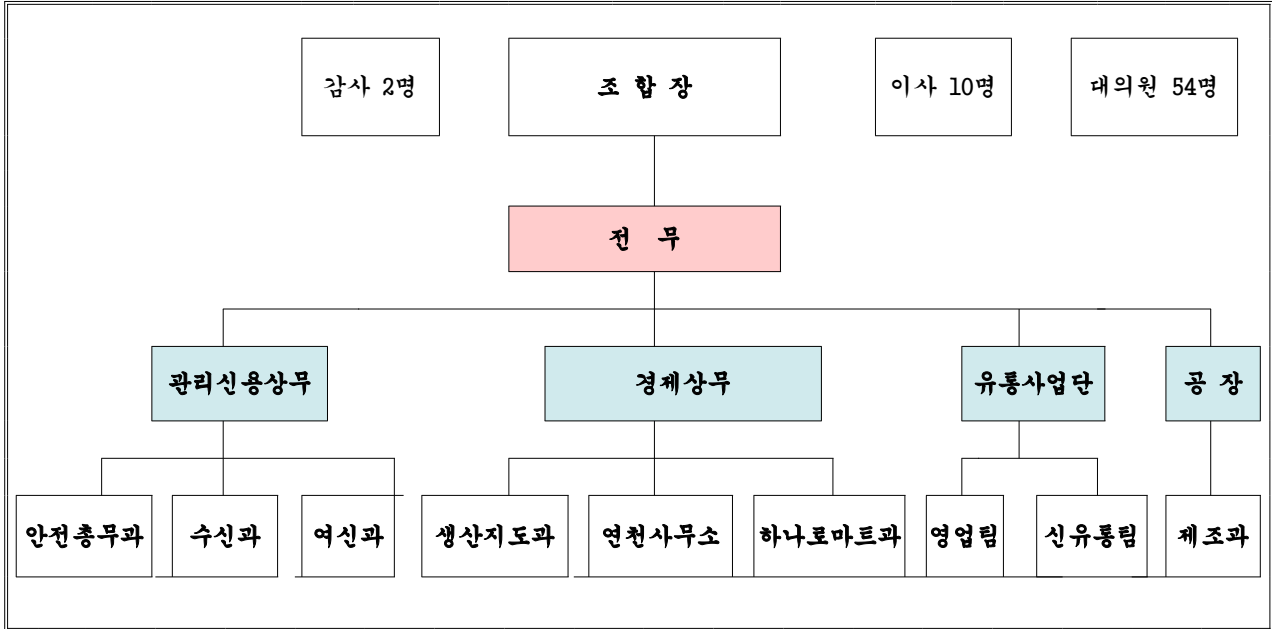 감사 2명
조 합 장
이사 10명
대의원 54명
전 무
관리신용상무
경제상무
유통사업단
공 장
안전총무과
수신과
여신과
생산지도과
연천사무소
하나로마트과
영업팀
신유통팀
제조과